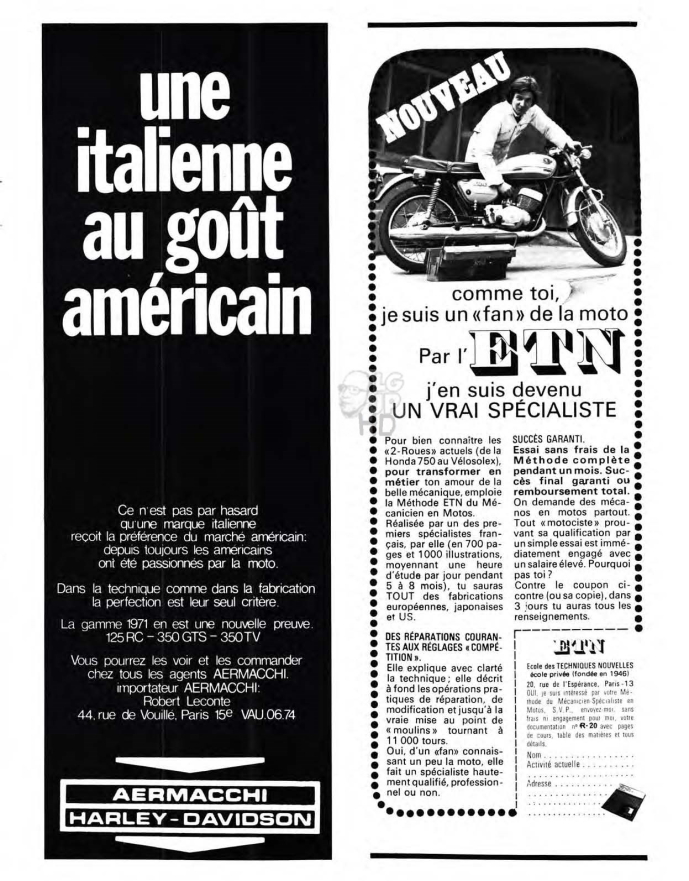 une
italienne
au goût
américain
Ce n'est pas par hasard
qu'une marque italienne
reçoit la préférence du marché américain:
depuis toujours les américains
ont été passionnés par la moto.
Dans la technique comme dans la fabrication
la perfection est leur seul critère.
La gamme 1971 en est une nouvelle preuve.
125 RC - 350 GTS - 350 TV
Vous pourrez les voir et les commander
chez tous les agents AERMACCHI.
importateur AERMACCHI:
Robert Leconte
44, rue de Vouillé, Paris 15e VAU.06.74
AERMACCHI
HARLEY-DAVIDSON
NOUVEAU
comme toi,
je suis un «fan» de la moto
Par l'ETN
j'en suis devenu
UN VRAI SPÉCIALISTE
Pour bien connaître les
«2-Roues» actuels (de la
Honda 750 au Vélosolex),
pour transformer en
métier ton amour de la
belle mécanique, emploie
la Méthode ETN du Mé-
canicien en Motos.
Réalisée par un des pre-
miers spécialistes fran-
çais, par elle (en 700 pa-
ges et 1000 illustrations,
moyennant une heure
d'étude par jour pendant
5 à 8 mois), tu sauras
TOUT des fabrications
européennes, japonaises
et US.
DES RÉPARATIONS COURAN-
TES AUX RÉGLAGES «COMPÉ-
TITION».
Elle explique avec clarté
la technique; elle décrit
à fond les opérations pra-
tiques de réparation, de
modification et jusqu'à la
vraie mise au point de
«moulins» tournant à
11 000 tours.
Oui, d'un «fan» connais-
sant un peu la moto, elle
fait un spécialiste haute-
ment qualifié, profession-
nel ou non.
SUCCÈS GARANTI.
Essai sans frais de la
Méthode complète
pendant un mois. Suc-
cès final garanti ou
remboursement total.
On demande des méca-
nos en motos partout.
Tout «motociste» prou-
vant sa qualification par
un simple essai est immé-
diatement engagé avec
un salaire élevé. Pourquoi
pas toi?
Contre le coupon ci-
contre (ou sa copie), dans
3 jours tu auras tous les
renseignements.
ETN
Ecole des TECHNIQUES NOUVELLES
école privée (fondée en 1946)
20, rue de l'Espérance, Paris-13
OUI, je suis intéressé par votre Mé-
thode du Mécanicien-Spécialiste en
Motos, S.V.P., envoyez-moi, sans
frais ni engagement pour moi, votre
documentation n° R-20 avec pages
de cours, table des matières et tous
détails.
Nom
Activité actuelle
Adresse
LG
HD